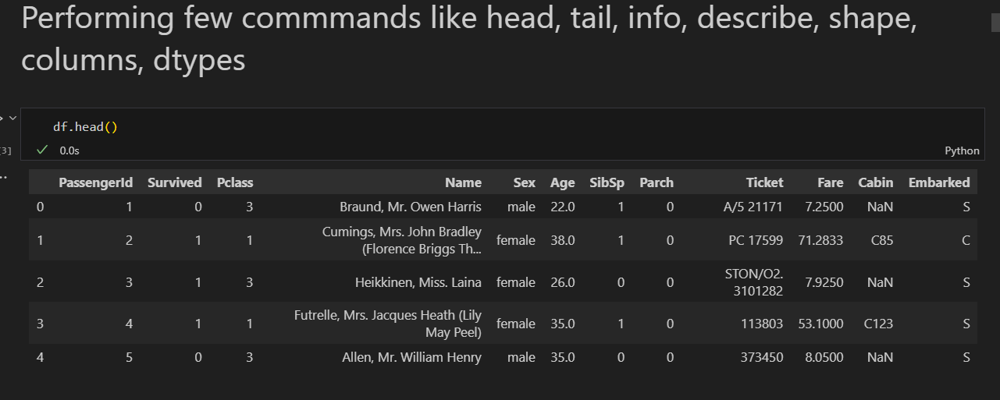 Performing few commmands like head, tail, info, describe, shape,
columns, dtypes
df.head()
[3]
0.0s
Python
PassengerId Survived Pclass Name Sex Age SibSp Parch Ticket Fare Cabin Embarked
0 1 0 3 Braund, Mr. Owen Harris male 22.0 1 0 A/5 21171 7.2500 NaN S
1 2 1 1 Cumings, Mrs. John Bradley (Florence Briggs Th... female 38.0 1 0 PC 17599 71.2833 C85 C
2 3 1 3 Heikkinen, Miss. Laina female 26.0 0 0 STON/O2. 3101282 7.9250 NaN S
3 4 1 1 Futrelle, Mrs. Jacques Heath (Lily May Peel) female 35.0 1 0 113803 53.1000 C123 S
4 5 0 3 Allen, Mr. William Henry male 35.0 0 0 373450 8.0500 NaN S